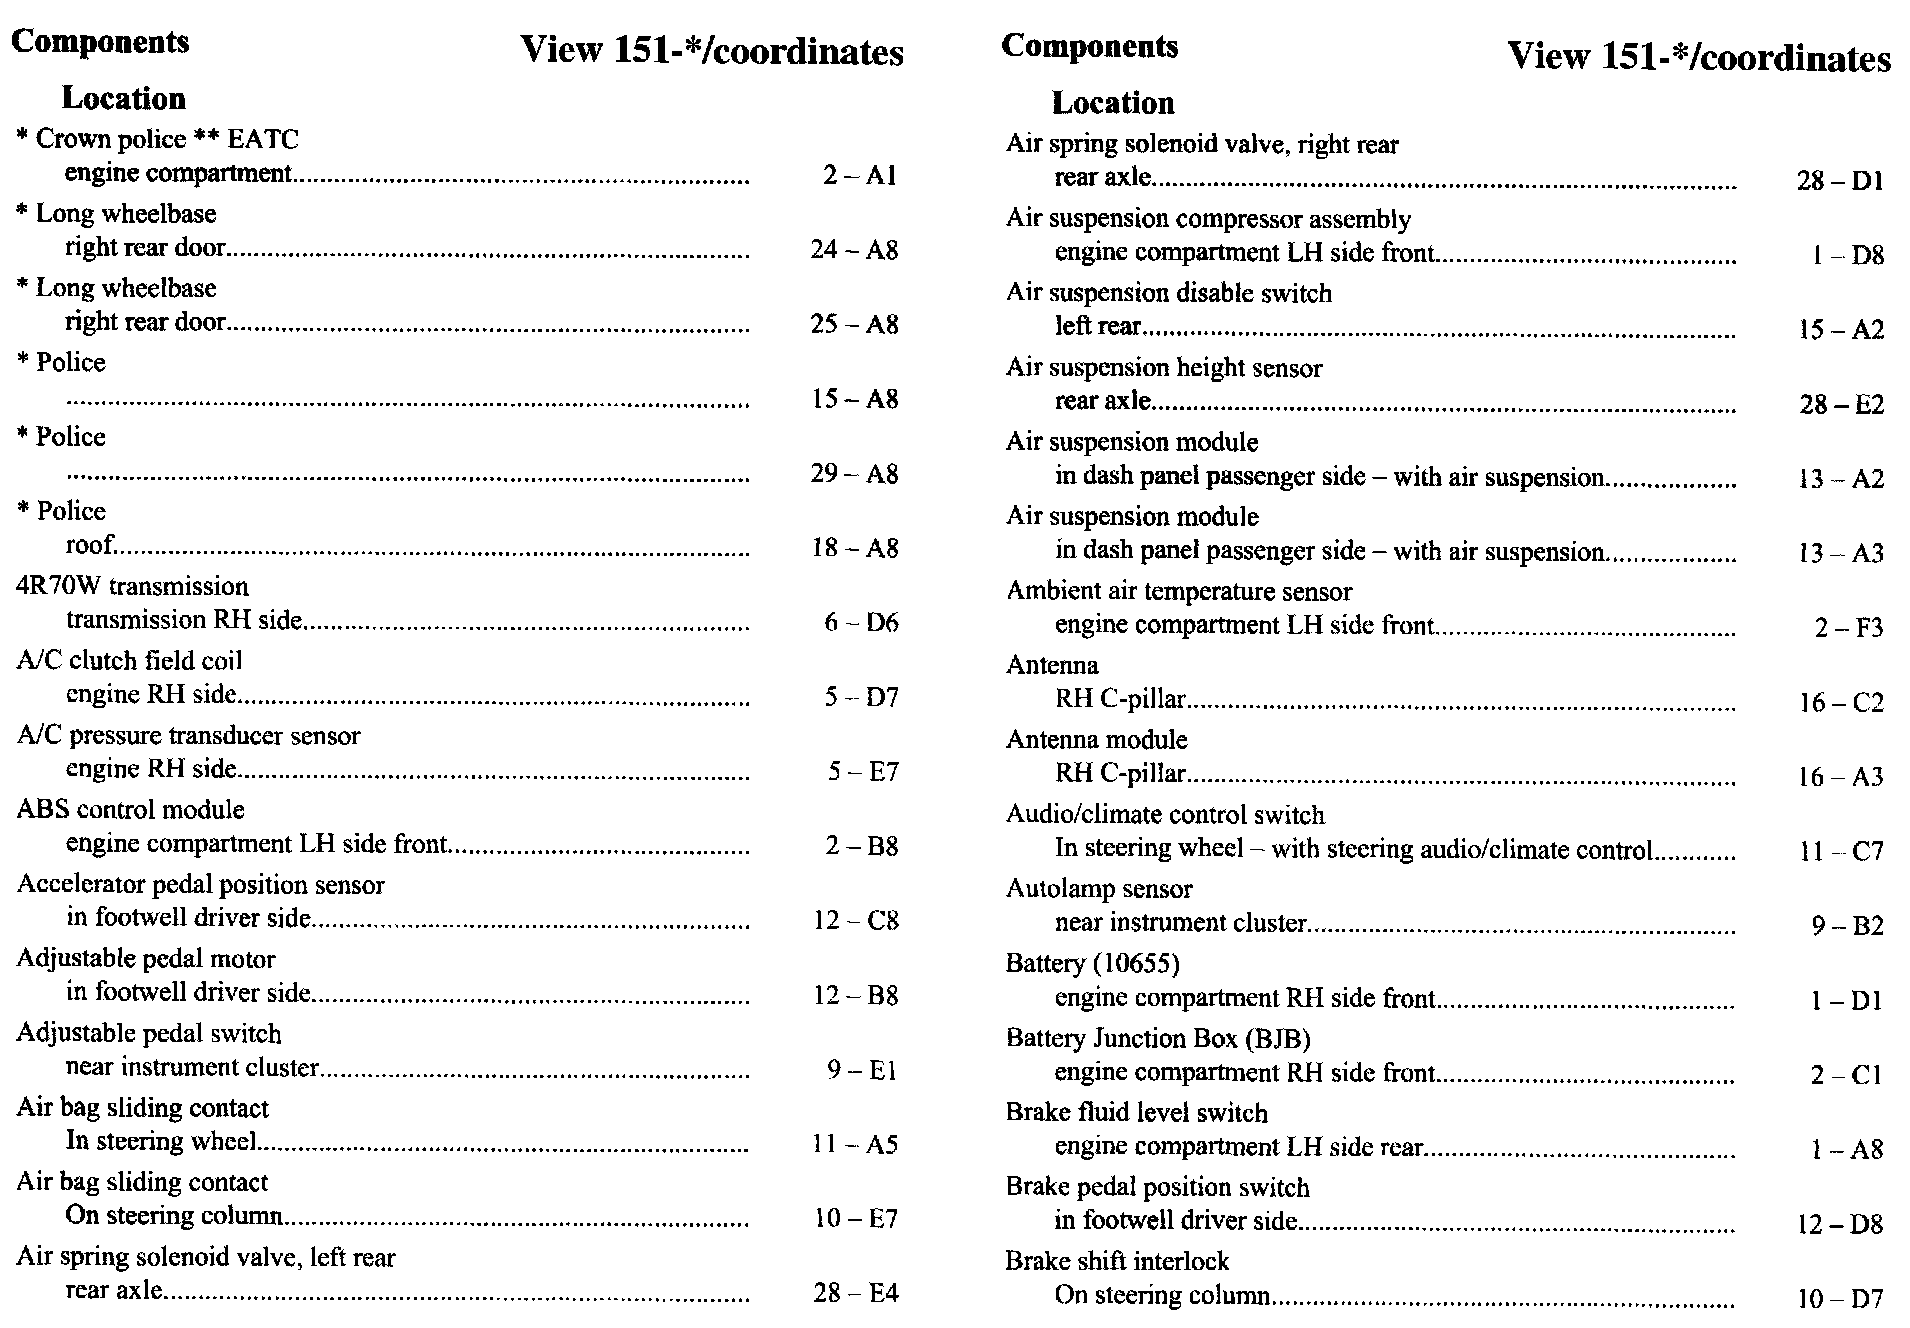 Components
View 151-*/coordinates
Location
* Crown police ** EATC
engine compartment.......... 2 – A1
* Long wheelbase
right rear door.......... 24 – A8
* Long wheelbase
right rear door.......... 25 – A8
* Police
.......... 15 – A8
* Police
.......... 29 – A8
* Police
roof.......... 18 – A8
4R70W transmission
transmission RH side.......... 6 – D6
A/C clutch field coil
engine RH side.......... 5 – D7
A/C pressure transducer sensor
engine RH side.......... 5 – E7
ABS control module
engine compartment LH side front.......... 2 – B8
Accelerator pedal position sensor
in footwell driver side.......... 12 – C8
Adjustable pedal motor
in footwell driver side.......... 12 – B8
Adjustable pedal switch
near instrument cluster.......... 9 – E1
Air bag sliding contact
In steering wheel.......... 11 – A5
Air bag sliding contact
On steering column.......... 10 – E7
Air spring solenoid valve, left rear
rear axle.......... 28 – E4
Components
View 151-*/coordinates
Location
Air spring solenoid valve, right rear
rear axle.......... 28 – D1
Air suspension compressor assembly
engine compartment LH side front.......... 1 – D8
Air suspension disable switch
left rear.......... 15 – A2
Air suspension height sensor
rear axle.......... 28 – E2
Air suspension module
in dash panel passenger side – with air suspension.......... 13 – A2
Air suspension module
in dash panel passenger side – with air suspension.......... 13 – A3
Ambient air temperature sensor
engine compartment LH side front.......... 2 – F3
Antenna
RH C-pillar.......... 16 – C2
Antenna module
RH C-pillar.......... 16 – A3
Audio/climate control switch
In steering wheel – with steering audio/climate control.......... 11 – C7
Autolamp sensor
near instrument cluster.......... 9 – B2
Battery (10655)
engine compartment RH side front.......... 1 – D1
Battery Junction Box (BJB)
engine compartment RH side front.......... 2 – C1
Brake fluid level switch
engine compartment LH side rear.......... 1 – A8
Brake pedal position switch
in footwell driver side.......... 12 – D8
Brake shift interlock
On steering column.......... 10 – D7